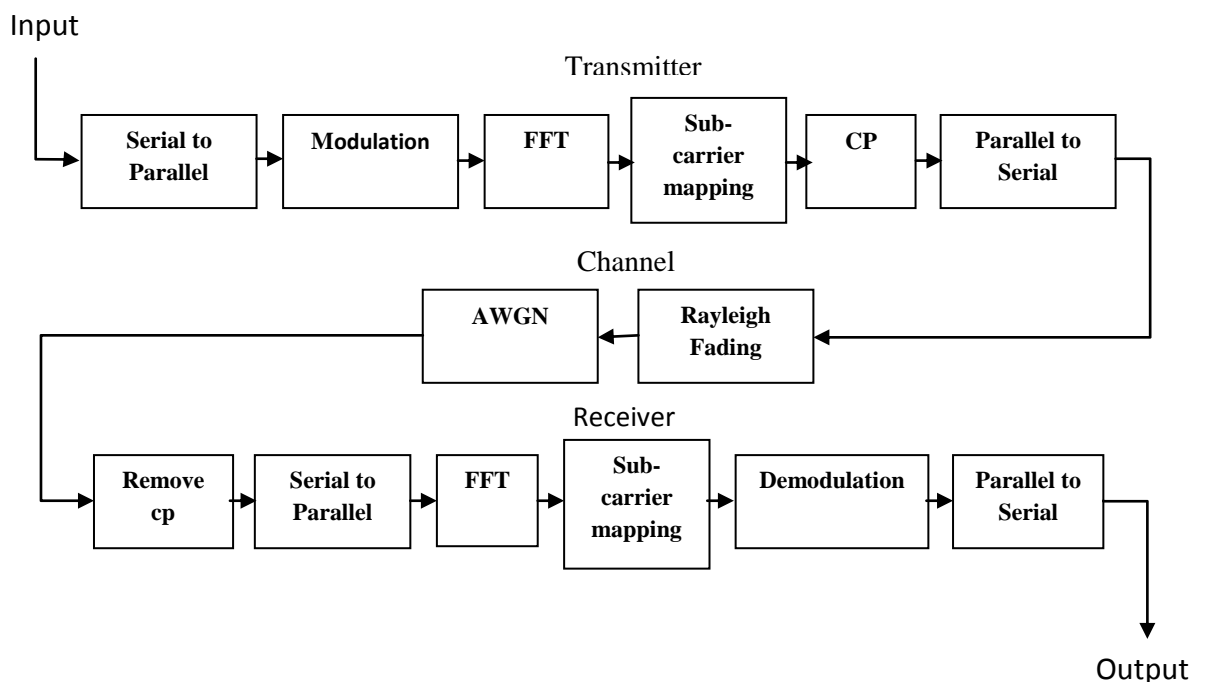 Input
Transmitter
Serial to
Parallel
Modulation
FFT
Sub-
carrier
mapping
CP
Parallel to
Serial
Channel
AWGN
Rayleigh
Fading
Receiver
Remove
cp
Serial to
Parallel
FFT
Sub-
carrier
mapping
Demodulation
Parallel to
Serial
Output